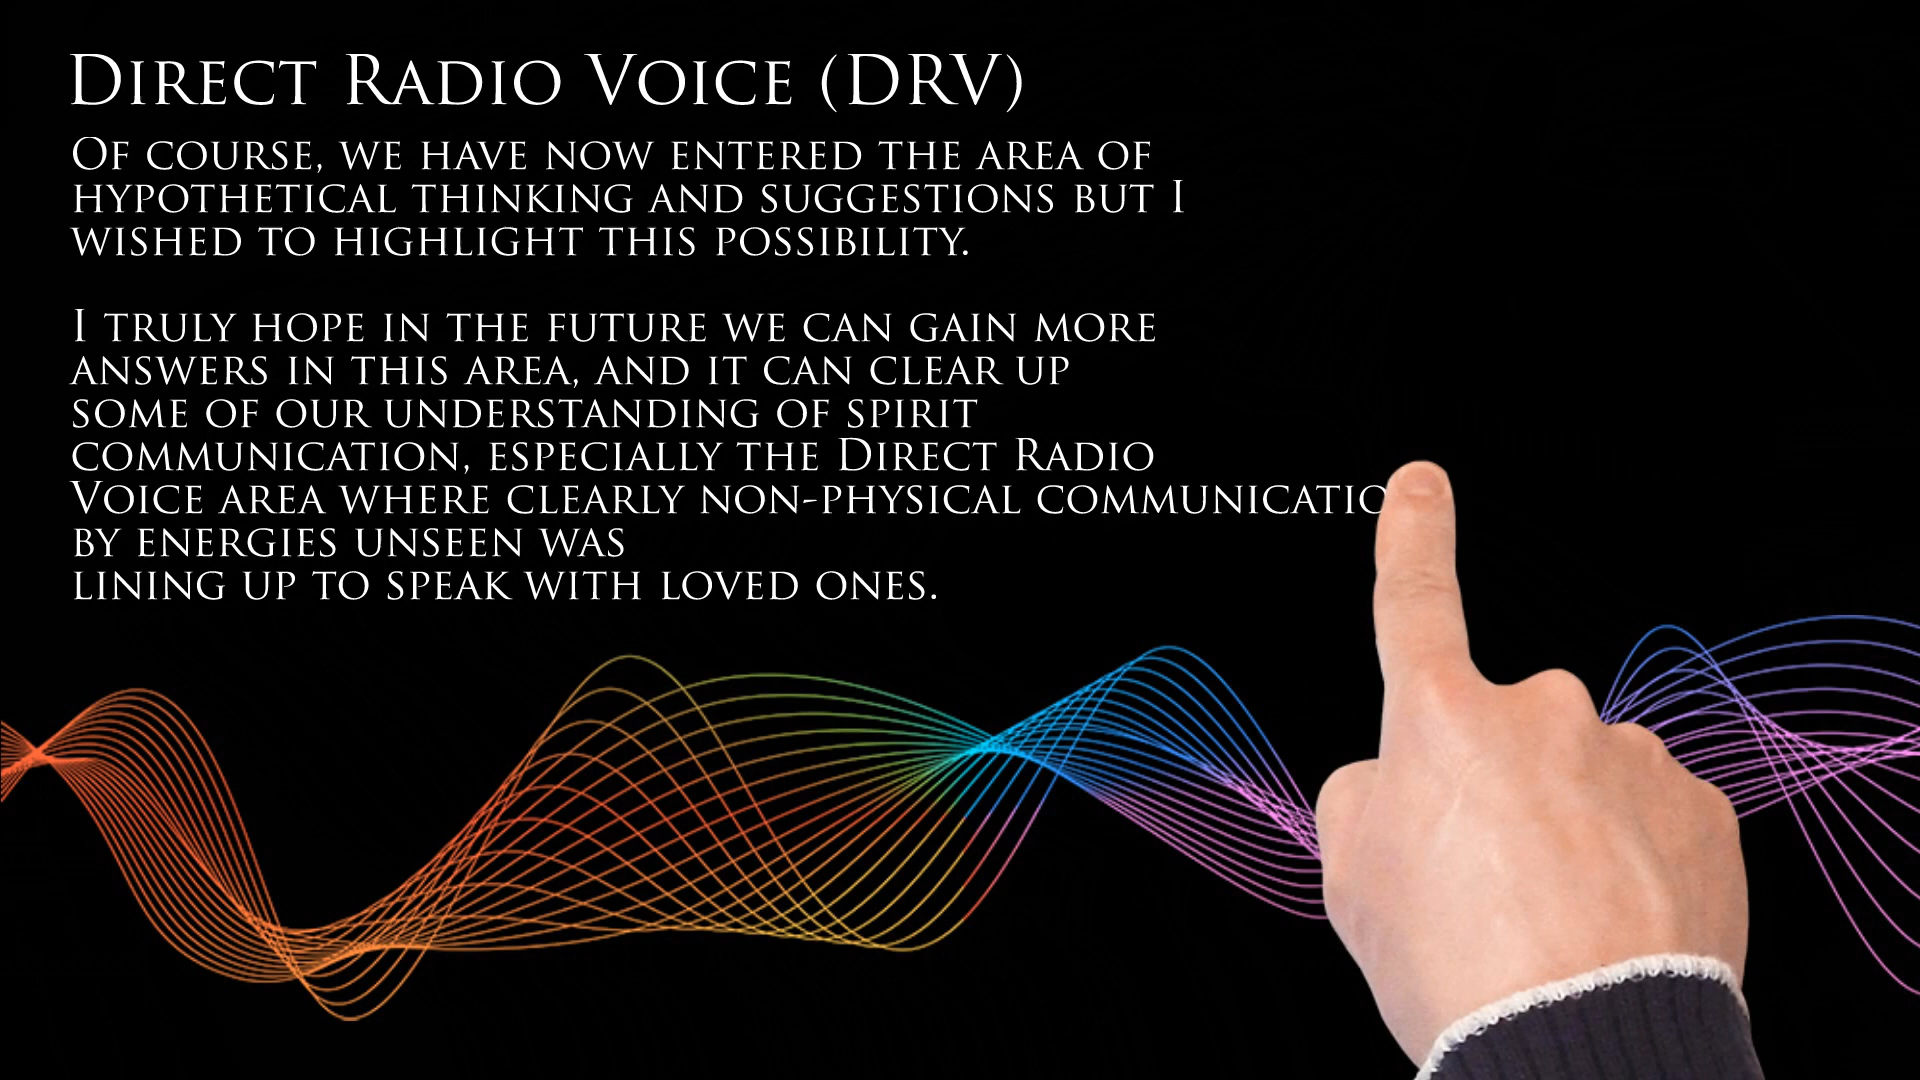 Direct Radio Voice (DRV)
Of course, we have now entered the area of
hypothetical thinking and suggestions but I
wished to highlight this possibility.
I truly hope in the future we can gain more
answers in this area, and it can clear up
some of our understanding of spirit
communication, especially the Direct Radio
Voice area where clearly non-physical communicatio
by energies unseen was
lining up to speak with loved ones.